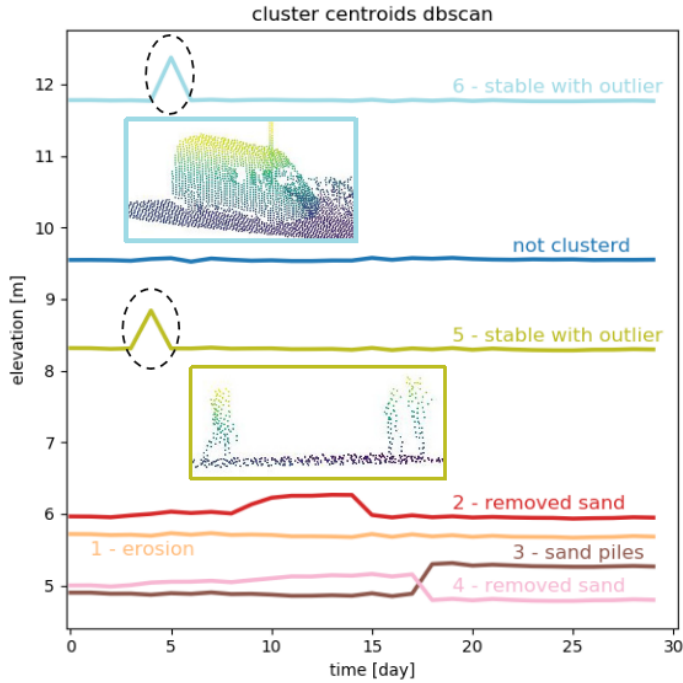 cluster centroids dbscan
12
6 - stable with outlier
11
10
not clusterd
9
5 - stable with outlier
8
7
2 - removed sand
6
1 - erosion
3 - sand piles
5
4 - removed sand
elevation [m]
0
5
10
15
20
25
30
time [day]